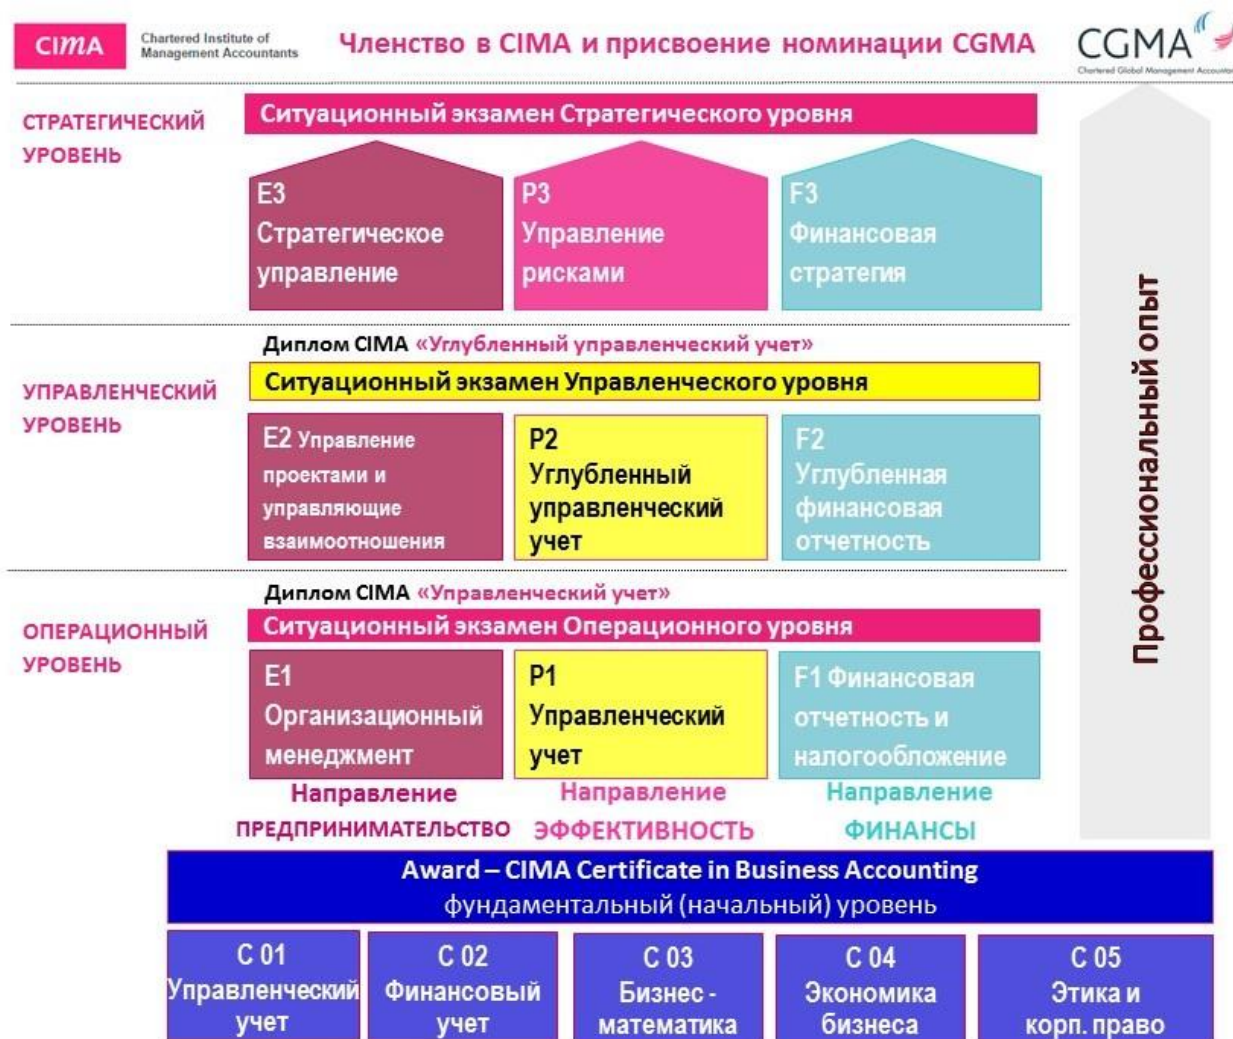 CIMA
Chartered Institute of
Management Accountants
Членство в CIMA и присвоение номинации CGMA
CGMA
Chartered Global Management Accountant
СТРАТЕГИЧЕСКИЙ
УРОВЕНЬ
Ситуационный экзамен Стратегического уровня
E3
Стратегическое
управление
P3
Управление
рисками
F3
Финансовая
стратегия
Диплом CIMA «Углубленный управленческий учет»
УПРАВЛЕНЧЕСКИЙ
УРОВЕНЬ
Ситуационный экзамен Управленческого уровня
E2 Управление
проектами и
управляющие
взаимоотношения
P2
Углубленный
управленческий
учет
F2
Углубленная
финансовая
отчетность
Диплом CIMA «Управленческий учет»
ОПЕРАЦИОННЫЙ
УРОВЕНЬ
Ситуационный экзамен Операционного уровня
E1
Организационный
менеджмент
P1
Управленческий
учет
F1 Финансовая
отчетность и
налогообложение
Направление
ПРЕДПРИНИМАТЕЛЬСТВО
Направление
ЭФФЕКТИВНОСТЬ
Направление
ФИНАНСЫ
Профессиональный опыт
Award – CIMA Certificate in Business Accounting
фундаментальный (начальный) уровень
C 01
Управленческий
учет
C 02
Финансовый
учет
C 03
Бизнес -
математика
C 04
Экономика
бизнеса
C 05
Этика и
корп. право